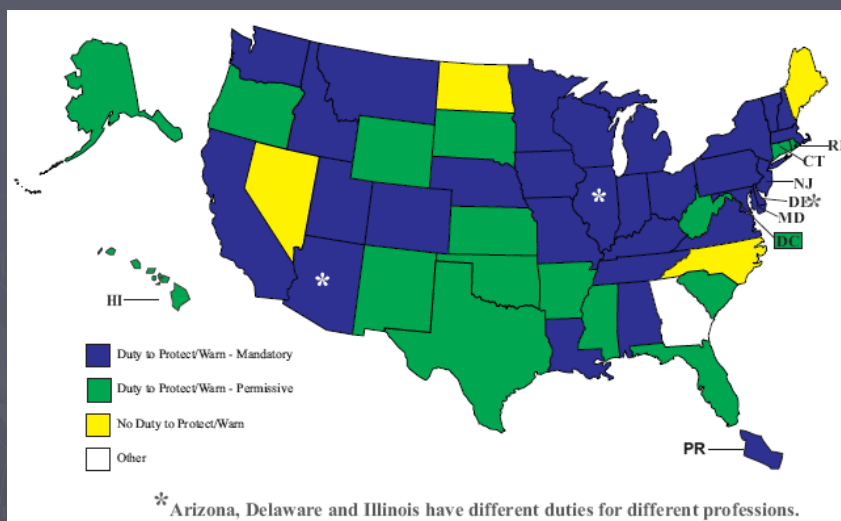 *
*
RI
CT
NJ
DE*
MD
DC
HI
Duty to Protect/Warn - Mandatory
Duty to Protect/Warn - Permissive
No Duty to Protect/Warn
Other
PR
*Arizona, Delaware and Illinois have different duties for different professions.